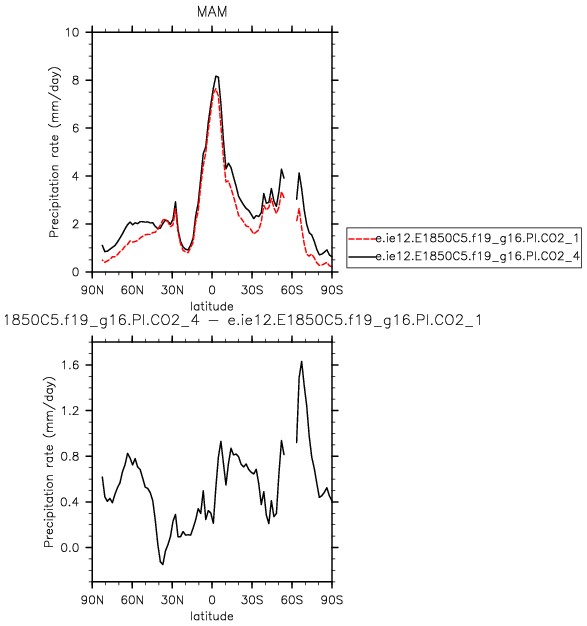 MAM
10
8
6
4
2
0
Precipitation rate (mm/day)
90N 60N 30N 0 30S 60S 90S
latitude
e.ie12.E1850C5.f19_g16.PI.CO2_1
e.ie12.E1850C5.f19_g16.PI.CO2_4
1850C5.f19_g16.PI.CO2_4 − e.ie12.E1850C5.f19_g16.PI.CO2_1
1.6
1.2
0.8
0.4
0.0
Precipitation rate (mm/day)
90N 60N 30N 0 30S 60S 90S
latitude